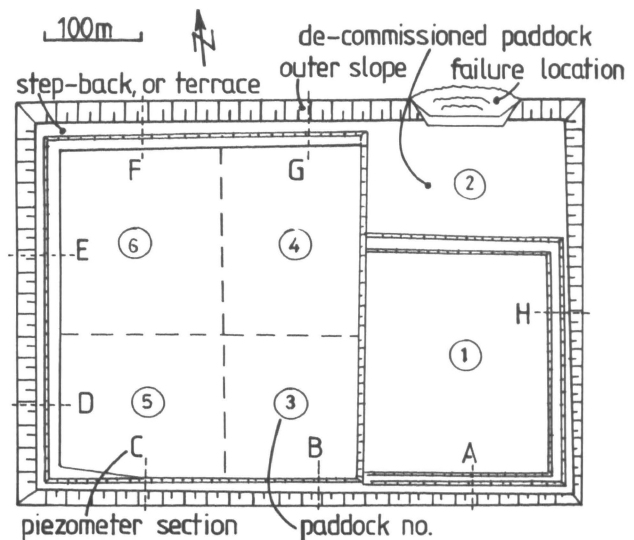 100m
N
de-commissioned paddock
step-back, or terrace
outer slope
failure location
F
G
2
E
6
4
H
1
D
5
3
C
B
A
piezometer section
paddock no.